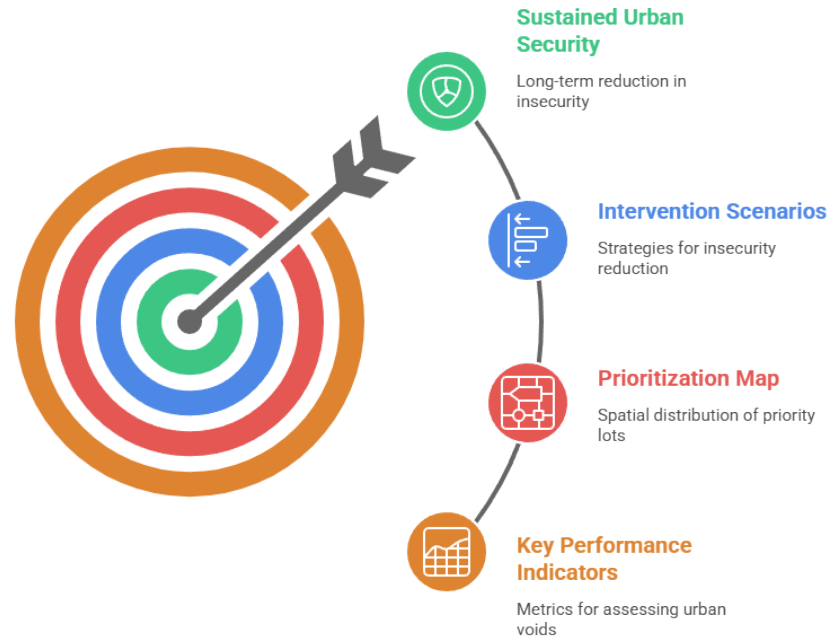 Sustained Urban
Security
Long-term reduction in
insecurity
Intervention Scenarios
Strategies for insecurity
reduction
Prioritization Map
Spatial distribution of priority
lots
Key Performance
Indicators
Metrics for assessing urban
voids